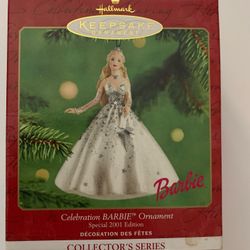 Hallmark
KEEPSAKE
ORNAMENT
Barbie
Celebration BARBIE™ Ornament
Special 2001 Edition
DÉCORATION DES FÊTES
COLLECTOR'S SERIES